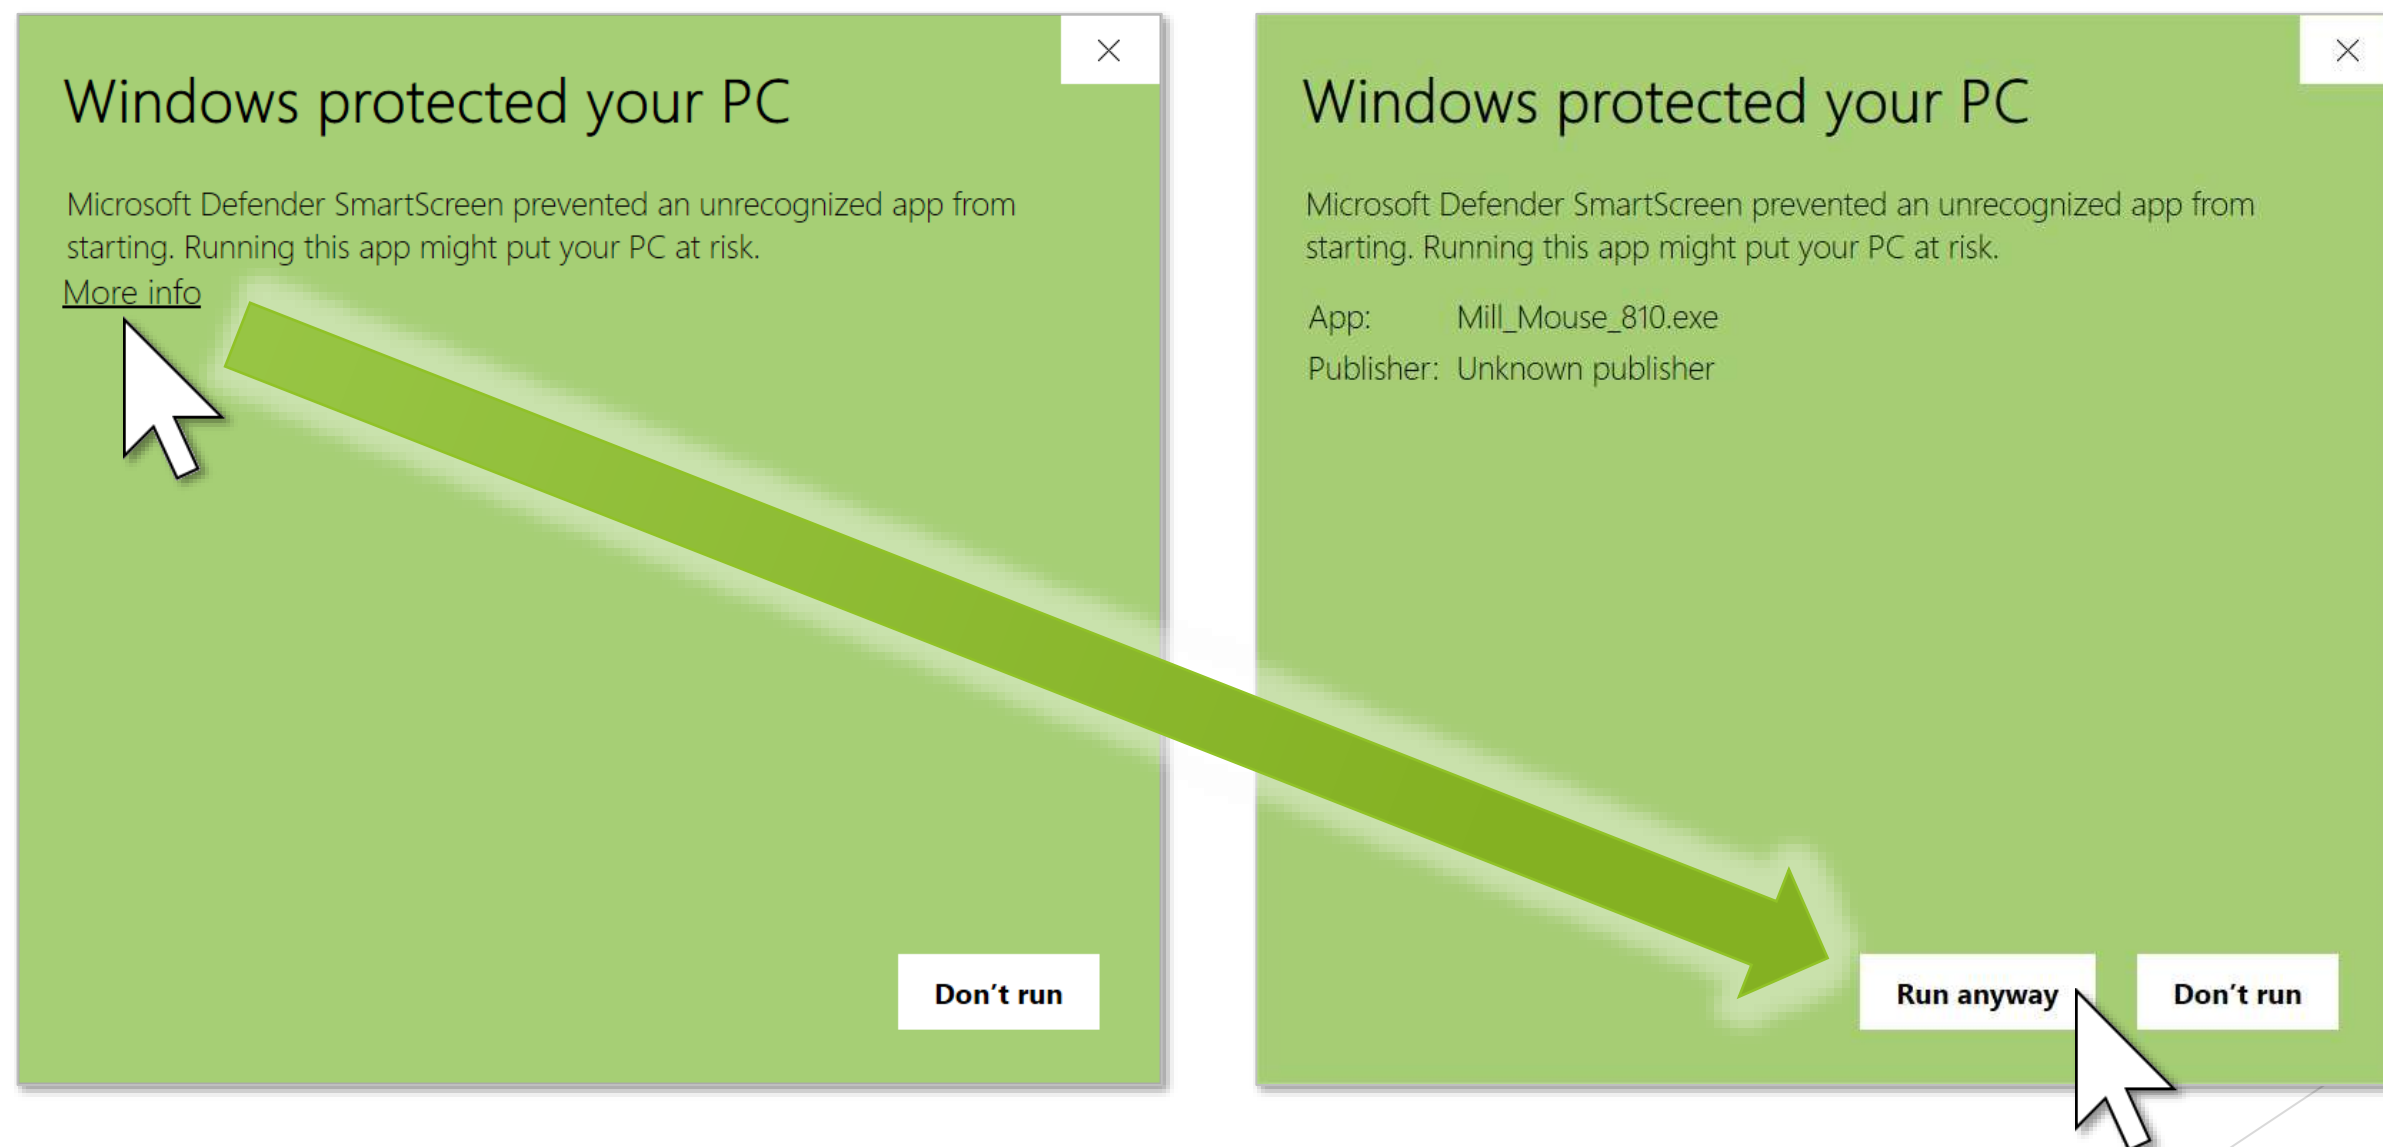 Windows protected your PC
Microsoft Defender SmartScreen prevented an unrecognized app from
starting. Running this app might put your PC at risk.
More info
Don't run
Windows protected your PC
Microsoft Defender SmartScreen prevented an unrecognized app from
starting. Running this app might put your PC at risk.
App: Mill_Mouse_810.exe
Publisher: Unknown publisher
Run anyway Don't run